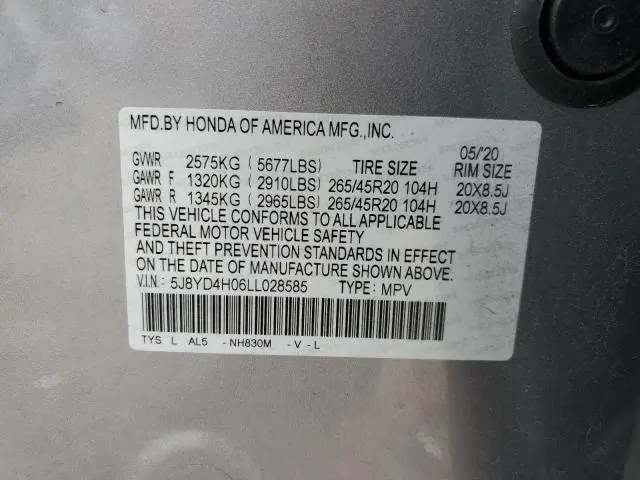 MFD.BY HONDA OF AMERICA MFG.,INC.
05/'20
GVWR 2575KG ( 5677LBS) TIRE SIZE RIM SIZE
GAWR F 1320KG ( 2910LBS) 265/45R20 104H 20X8.5J
GAWR R 1345KG ( 2965LBS) 265/45R20 104H 20X8.5J
THIS VEHICLE CONFORMS TO ALL APPLICABLE
FEDERAL MOTOR VEHICLE SAFETY
AND THEFT PREVENTION STANDARDS IN EFFECT
ON THE DATE OF MANUFACTURE SHOWN ABOVE.
V.I.N.: 5J8YD4H06LL028585 TYPE: MPV
TYS L AL5 -NH830M -V-L